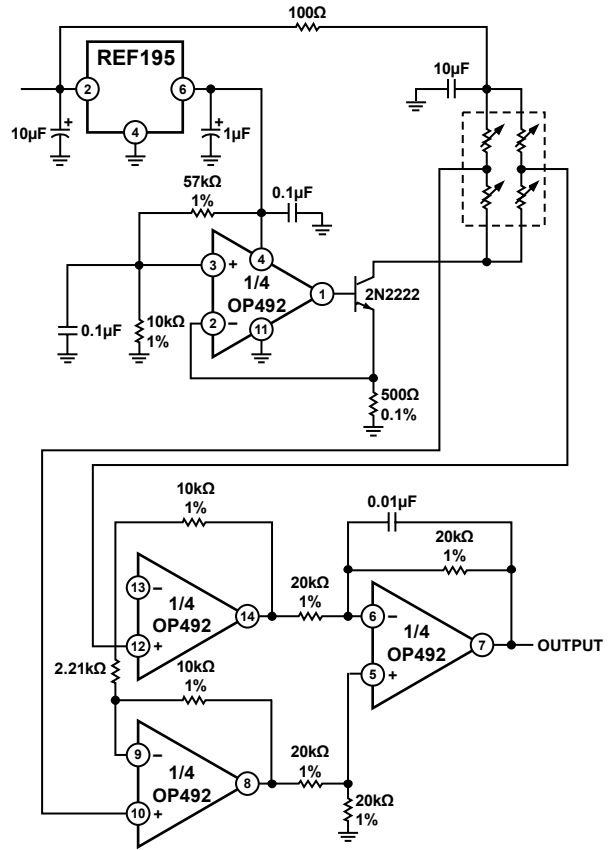 100Ω
REF195
2
6
4
10µF
+
+
1µF
10µF
57kΩ
1%
0.1µF
3
+
4
1/4
OP492
1
2N2222
2
–
11
0.1µF
10kΩ
1%
500Ω
0.1%
10kΩ
1%
0.01µF
20kΩ
1%
13
–
1/4
OP492
14
12
+
20kΩ
1%
6
–
1/4
OP492
7
OUTPUT
5
+
2.21kΩ
10kΩ
1%
9
–
1/4
OP492
8
10
+
20kΩ
1%
20kΩ
1%